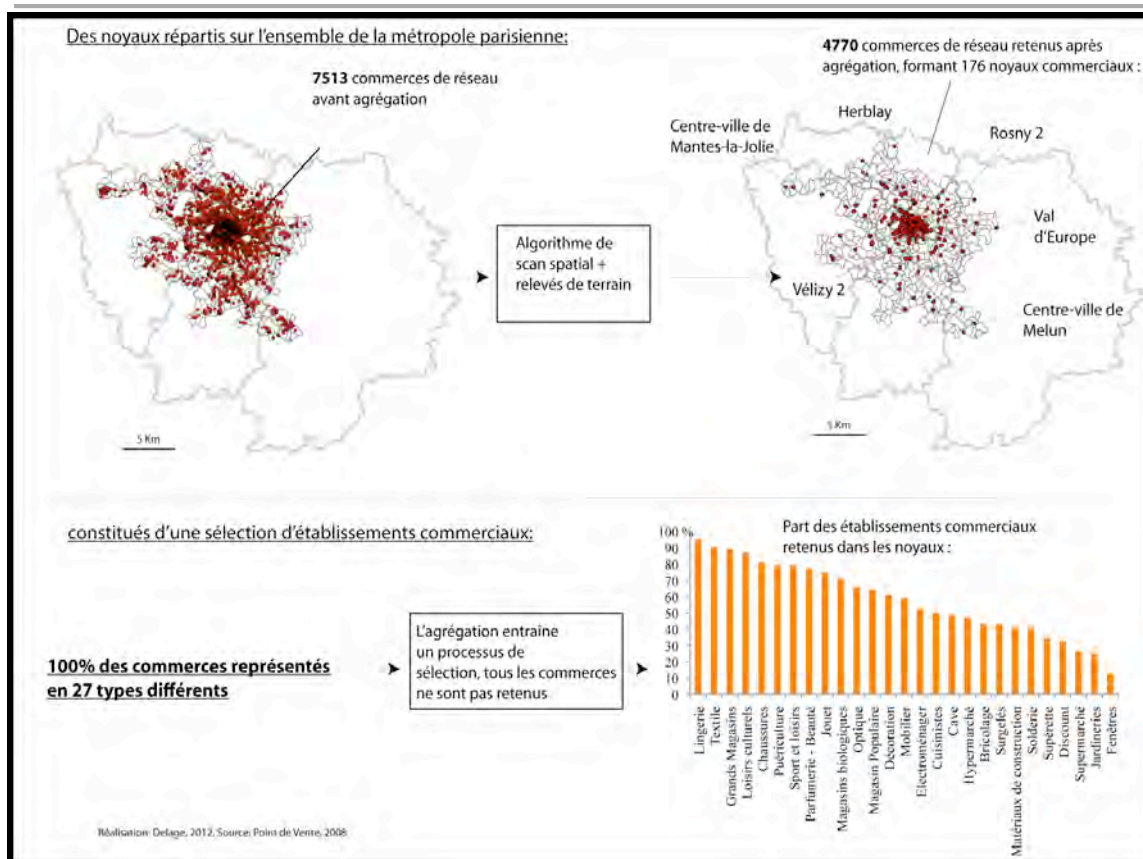 Des noyaux répartis sur l'ensemble de la métropole parisienne:
7513 commerces de réseau
avant agrégation
4770 commerces de réseau retenus après
agrégation, formant 176 noyaux commerciaux :
Herblay
Centre-ville de
Mantes-la-Jolie
Rosny 2
Val
d'Europe
Vélizy 2
Centre-ville de
Melun
Algorithme de
scan spatial +
relevés de terrain
5 Km
5 Km
constitués d'une sélection d'établissements commerciaux:
100% des commerces représentés
en 27 types différents
L'agrégation entraîne
un processus de
sélection, tous les commerces
ne sont pas retenus
Part des établissements commerciaux
retenus dans les noyaux :
100 %
90
80
70
60
50
40
30
20
10
0
Lingerie
Textile
Grands Magasins
Loisirs culturels
Chaussures
Puériculture
Sport et loisirs
Parfumerie - Beauté
Jouet
Magasins biologiques
Optique
Magasin Populaire
Décoration
Mobilier
Electroménager
Cuisinistes
Cave
Hypermarché
Bricolage
Surgelés
Matériaux de construction
Solderie
Supérette
Discount
Supermarché
Jardineries
Fenêtres
Réalisation: Delage, 2012. Source: Point de Vente, 2008